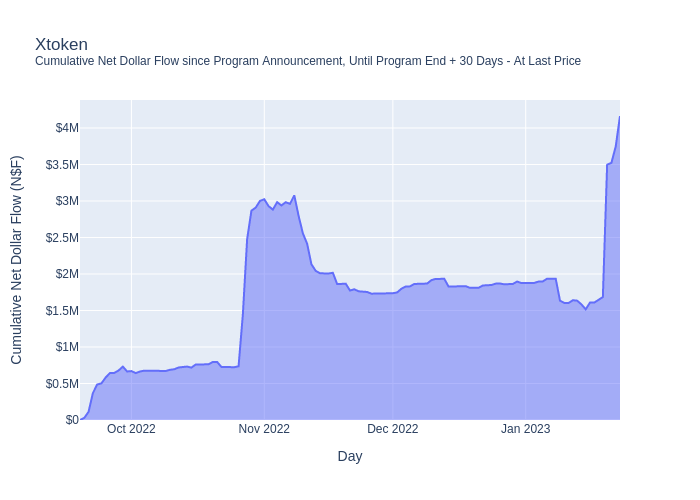 Xtoken
Cumulative Net Dollar Flow since Program Announcement, Until Program End + 30 Days - At Last Price
Cumulative Net Dollar Flow (N$F)
$4M
$3.5M
$3M
$2.5M
$2M
$1.5M
$1M
$0.5M
$0
Oct 2022
Nov 2022
Dec 2022
Jan 2023
Day